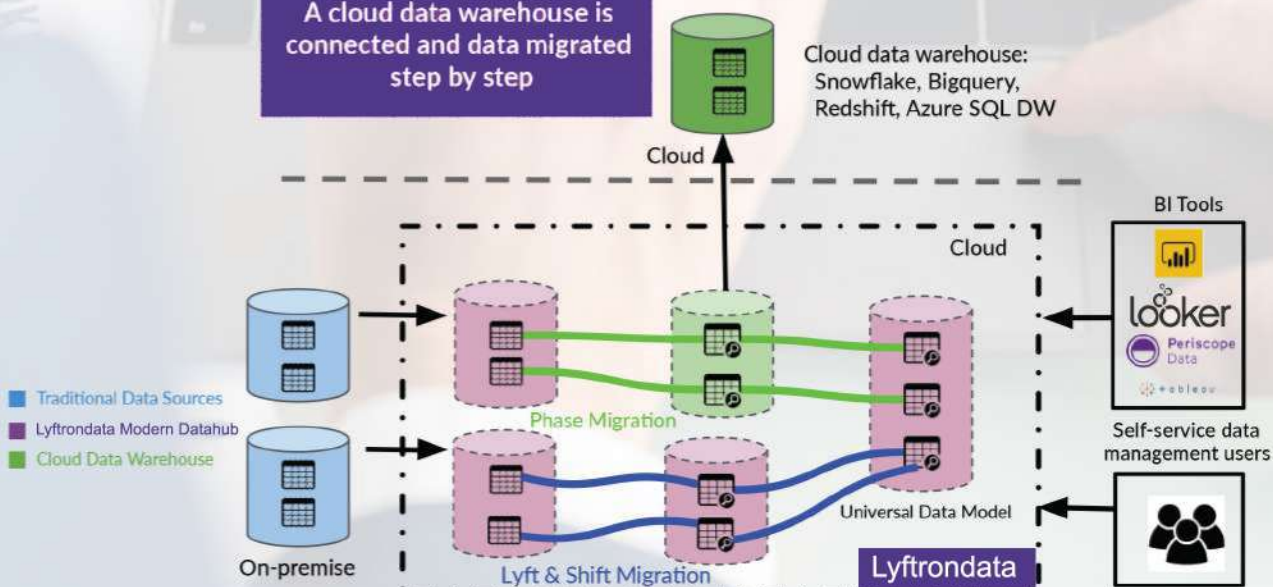 A cloud data warehouse is
connected and data migrated
step by step
Cloud data warehouse:
Snowflake, Bigquery,
Redshift, Azure SQL DW
Cloud
BI Tools
Cloud
looker
Periscope
Data
+ableau
Traditional Data Sources
Lyftrondata Modern Datahub
Cloud Data Warehouse
Phase Migration
Self-service data
management users
Universal Data Model
On-premise
Lyft & Shift Migration
Lyftrondata